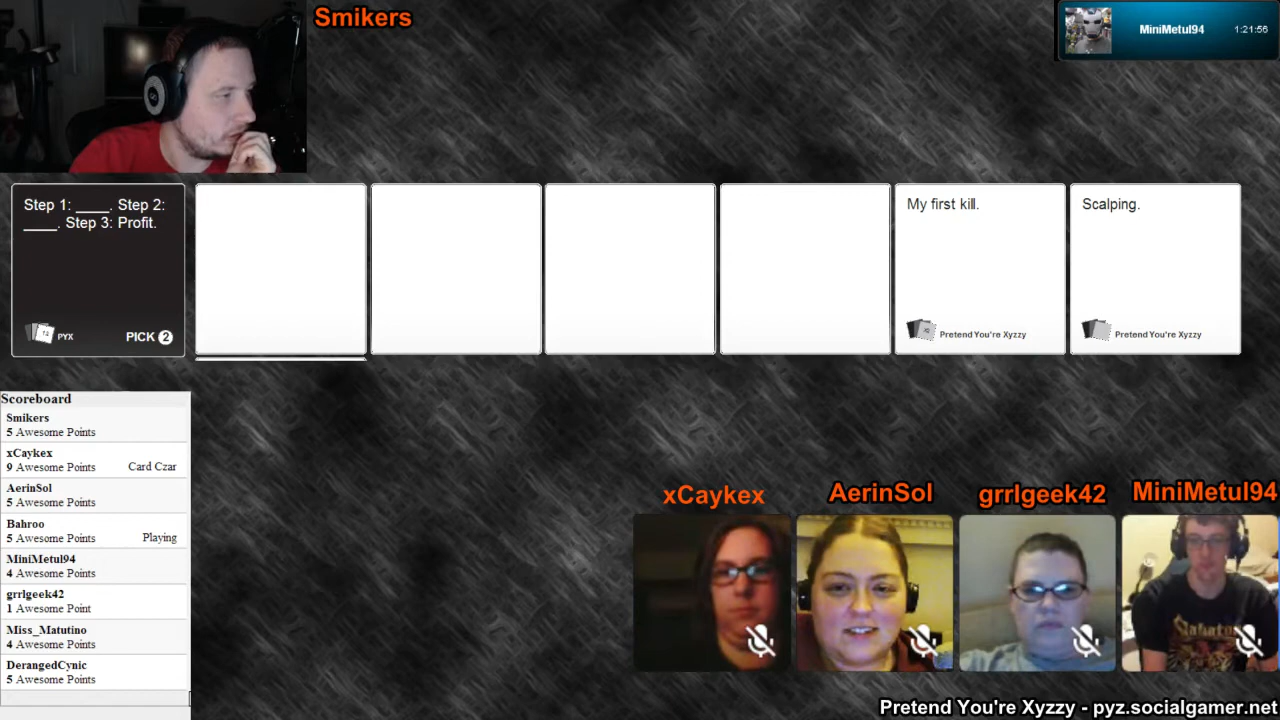 Smikers
MiniMetul94
1:21:56
Step 1: ____. Step 2:
____. Step 3: Profit.
PYX
PICK 2
My first kill.
Pretend You're Xyzzy
Scalping.
Pretend You're Xyzzy
Scoreboard
Smikers
5 Awesome Points
xCaykex
9 Awesome Points Card Czar
AerinSol
5 Awesome Points
Bahroo
5 Awesome Points Playing
MiniMetul94
4 Awesome Points
grrlgeek42
1 Awesome Point
Miss_Matutino
4 Awesome Points
DerangedCynic
5 Awesome Points
xCaykex
AerinSol
grrlgeek42
MiniMetul94
Sabaton
Pretend You're Xyzzy - pyz.socialgamer.net